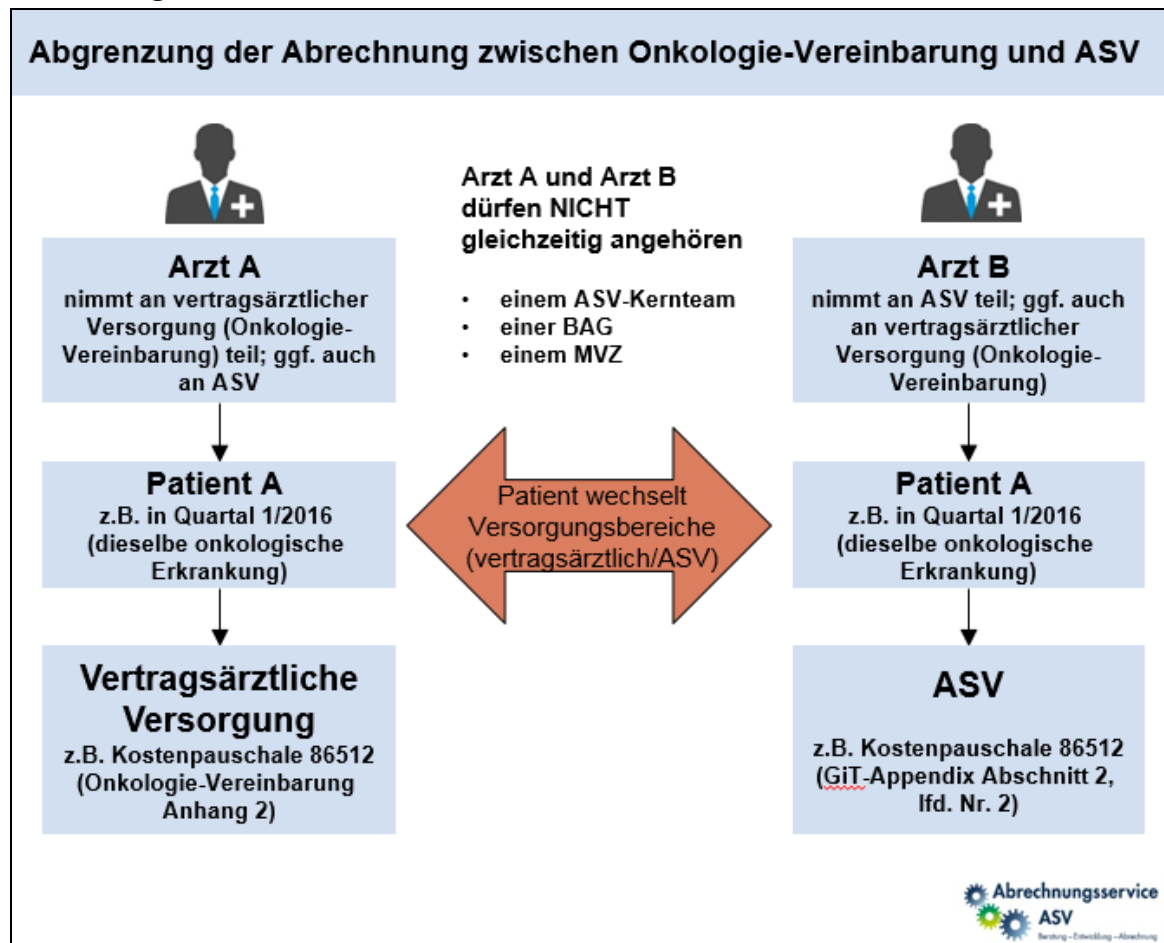 Abgrenzung der Abrechnung zwischen Onkologie-Vereinbarung und ASV
Arzt A und Arzt B
dürfen NICHT
gleichzeitig angehören
• einem ASV-Kernteam
• einer BAG
• einem MVZ
Arzt A
nimmt an vertragsärztlicher
Versorgung (Onkologie-
Vereinbarung) teil; ggf. auch
an ASV
Arzt B
nimmt an ASV teil; ggf. auch
an vertragsärztlicher
Versorgung (Onkologie-
Vereinbarung)
Patient A
z.B. in Quartal 1/2016
(dieselbe onkologische
Erkrankung)
Patient wechselt
Versorgungsbereiche
(vertragsärztlich/ASV)
Patient A
z.B. in Quartal 1/2016
(dieselbe onkologische
Erkrankung)
Vertragsärztliche
Versorgung
z.B. Kostenpauschale 86512
(Onkologie-Vereinbarung
Anhang 2)
ASV
z.B. Kostenpauschale 86512
(GiT-Appendix Abschnitt 2,
lfd. Nr. 2)
Abrechnungsservice
ASV
Beratung – Entwicklung – Abrechnung